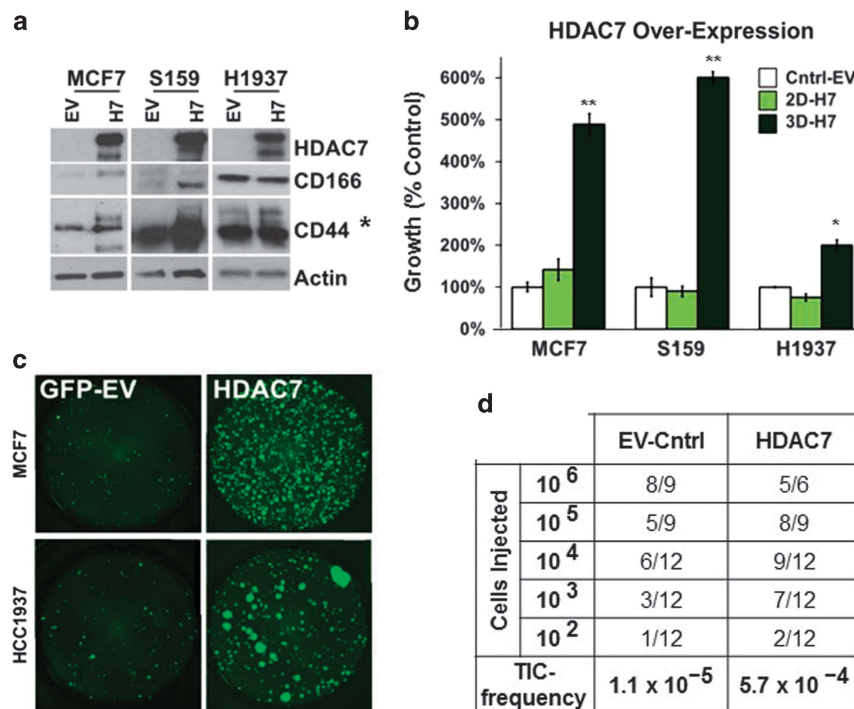 a
MCF7 S159 H1937
EV H7 EV H7 EV H7
HDAC7
CD166
CD44 *
Actin
b
HDAC7 Over-Expression
Growth (% Control)
600%
500%
400%
300%
200%
100%
0%
** ** *
Cntrl-EV
2D-H7
3D-H7
MCF7 S159 H1937
c
GFP-EV HDAC7
MCF7
HCC1937
d
EV-Cntrl HDAC7
Cells Injected
10 6 8/9 5/6
10 5 5/9 8/9
10 4 6/12 9/12
10 3 3/12 7/12
10 2 1/12 2/12
TIC-
frequency 1.1 x 10 −5 5.7 x 10 −4